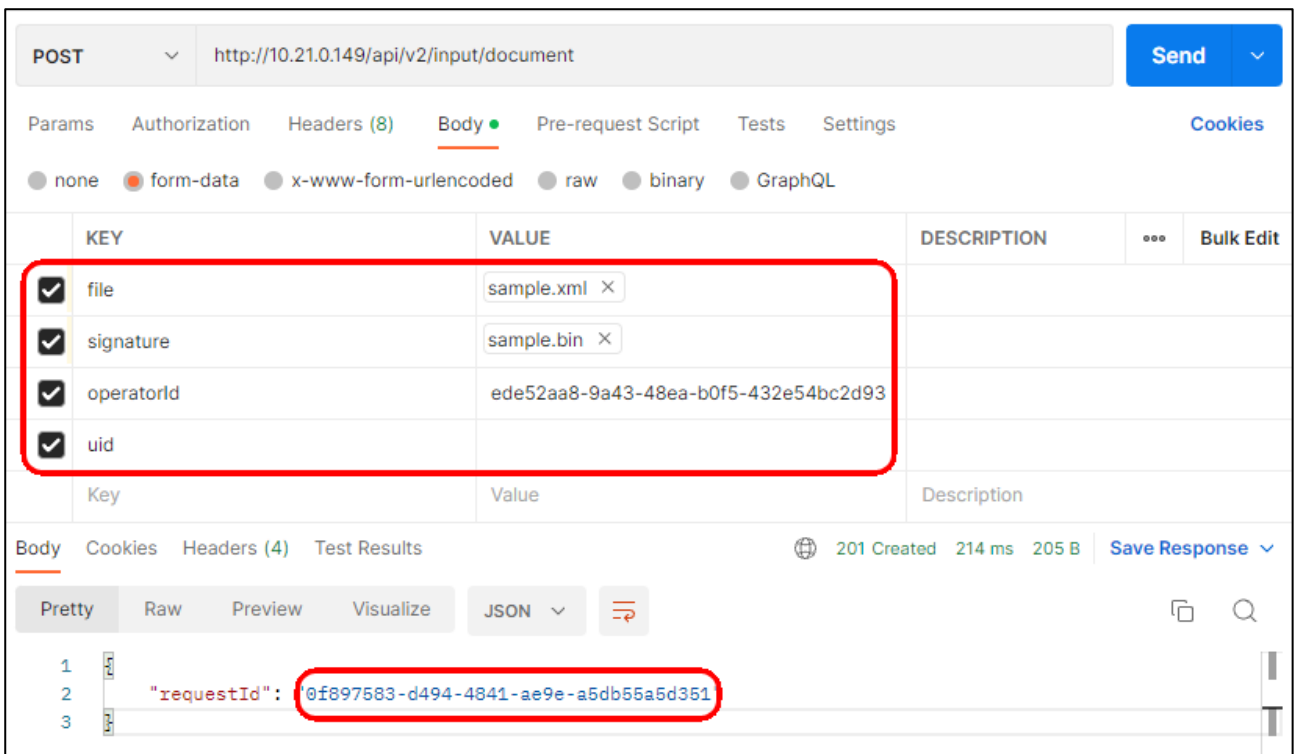 POST http://10.21.0.149/api/v2/input/document Send
Params Authorization Headers (8) Body Pre-request Script Tests Settings Cookies
none form-data x-www-form-urlencoded raw binary GraphQL
KEY VALUE DESCRIPTION Bulk Edit
file sample.xml
signature sample.bin
operatorId ede52aa8-9a43-48ea-b0f5-432e54bc2d93
uid
Key Value Description
Body Cookies Headers (4) Test Results 201 Created 214 ms 205 B Save Response
Pretty Raw Preview Visualize JSON
1 {
2 "requestId": "0f897583-d494-4841-ae9e-a5db55a5d351"
3 }